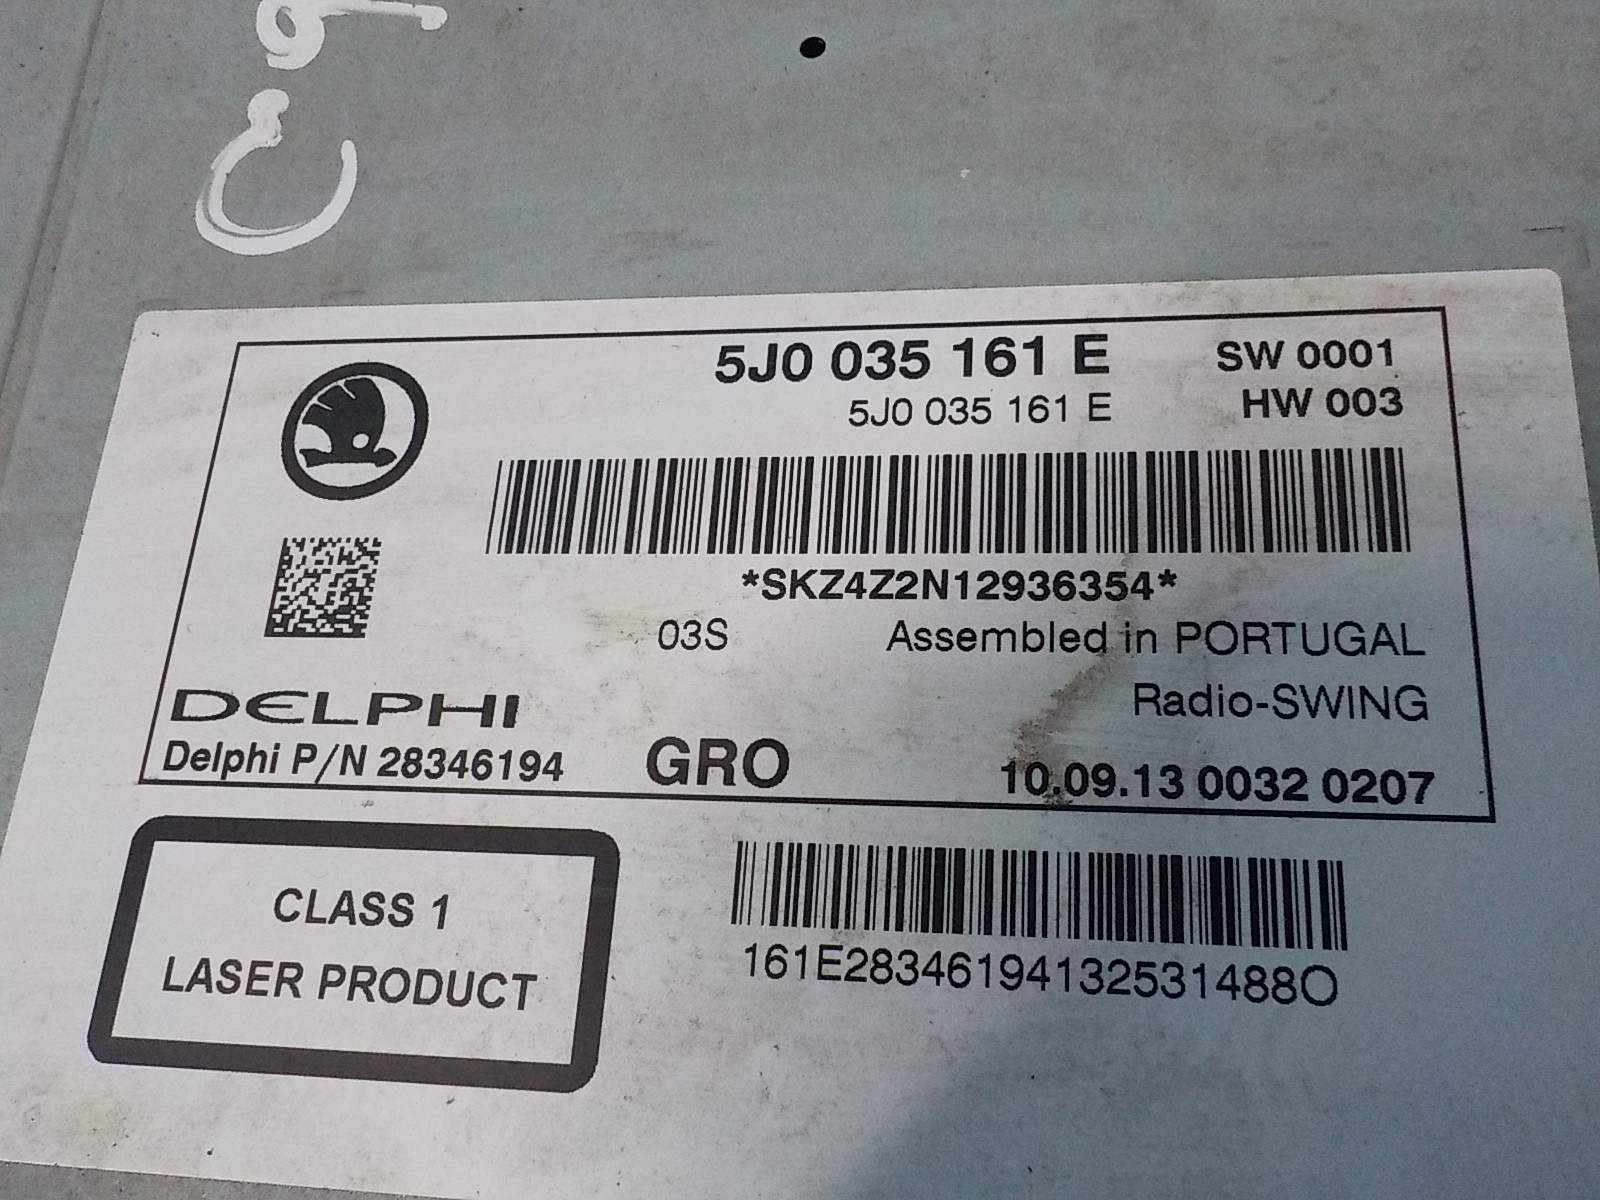 5J0 035 161 E SW 0001
5J0 035 161 E HW 003
*SKZ4Z2N12936354*
03S Assembled in PORTUGAL
DELPHI Radio-SWING
Delphi P/N 28346194 GRO 10.09.13 0032 0207
CLASS 1
LASER PRODUCT
161E28346194132531488O